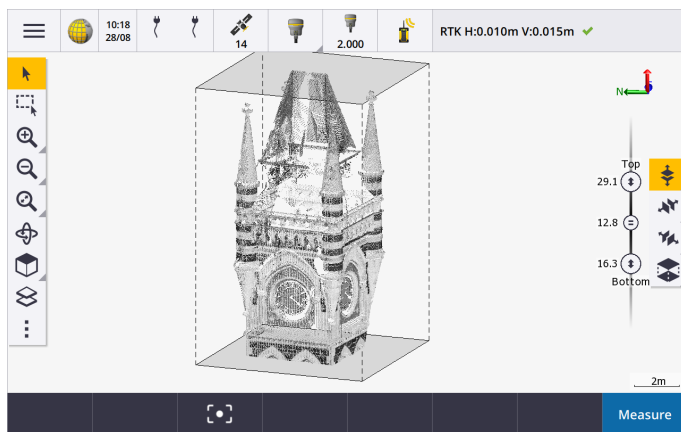 10:18
28/08
14
2.000
RTK H:0.010m V:0.015m
N
Top
29.1
12.8
16.3
Bottom
2m
Measure